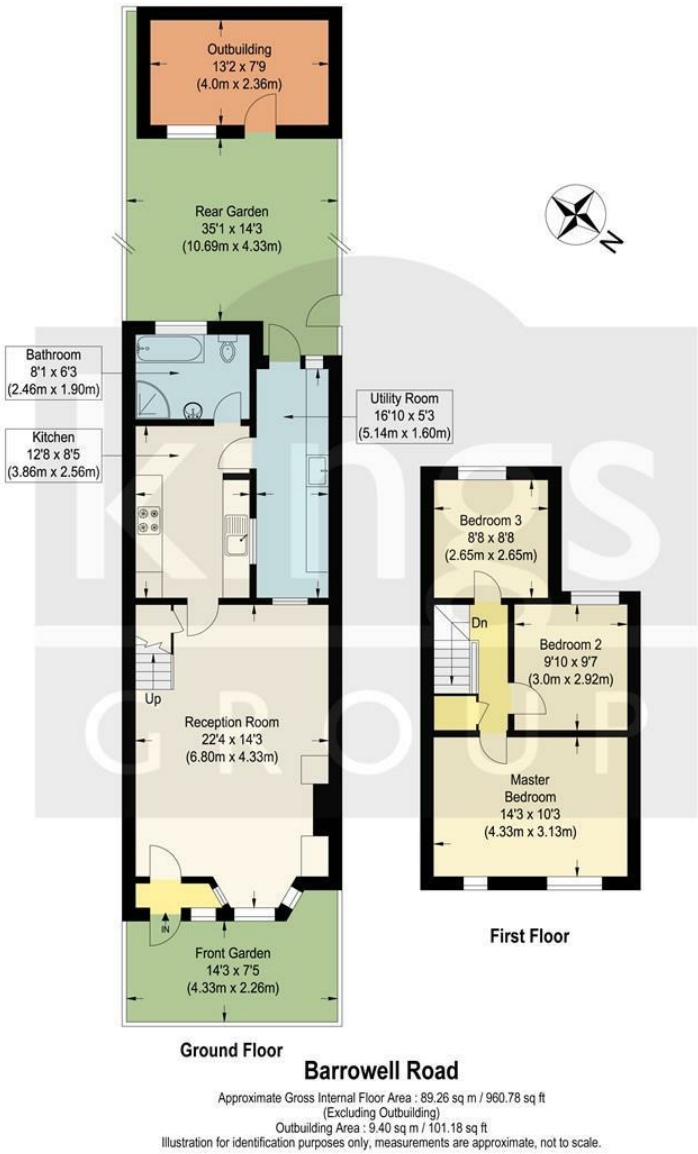 Outbuilding
13'2 x 7'9
(4.0m x 2.36m)
Rear Garden
35'1 x 14'3
(10.69m x 4.33m)
N
Bathroom
8'1 x 6'3
(2.46m x 1.90m)
Utility Room
16'10 x 5'3
(5.14m x 1.60m)
Kitchen
12'8 x 8'5
(3.86m x 2.56m)
Kings
GROUP
Bedroom 3
8'8 x 8'8
(2.65m x 2.65m)
Dn
Bedroom 2
9'10 x 9'7
(3.0m x 2.92m)
Up
Reception Room
22'4 x 14'3
(6.80m x 4.33m)
Master
Bedroom
14'3 x 10'3
(4.33m x 3.13m)
IN
Front Garden
14'3 x 7'5
(4.33m x 2.26m)
First Floor
Ground Floor
Barrowell Road
Approximate Gross Internal Floor Area : 89.26 sq m / 960.78 sq ft
(Excluding Outbuilding)
Outbuilding Area : 9.40 sq m / 101.18 sq ft
Illustration for identification purposes only, measurements are approximate, not to scale.